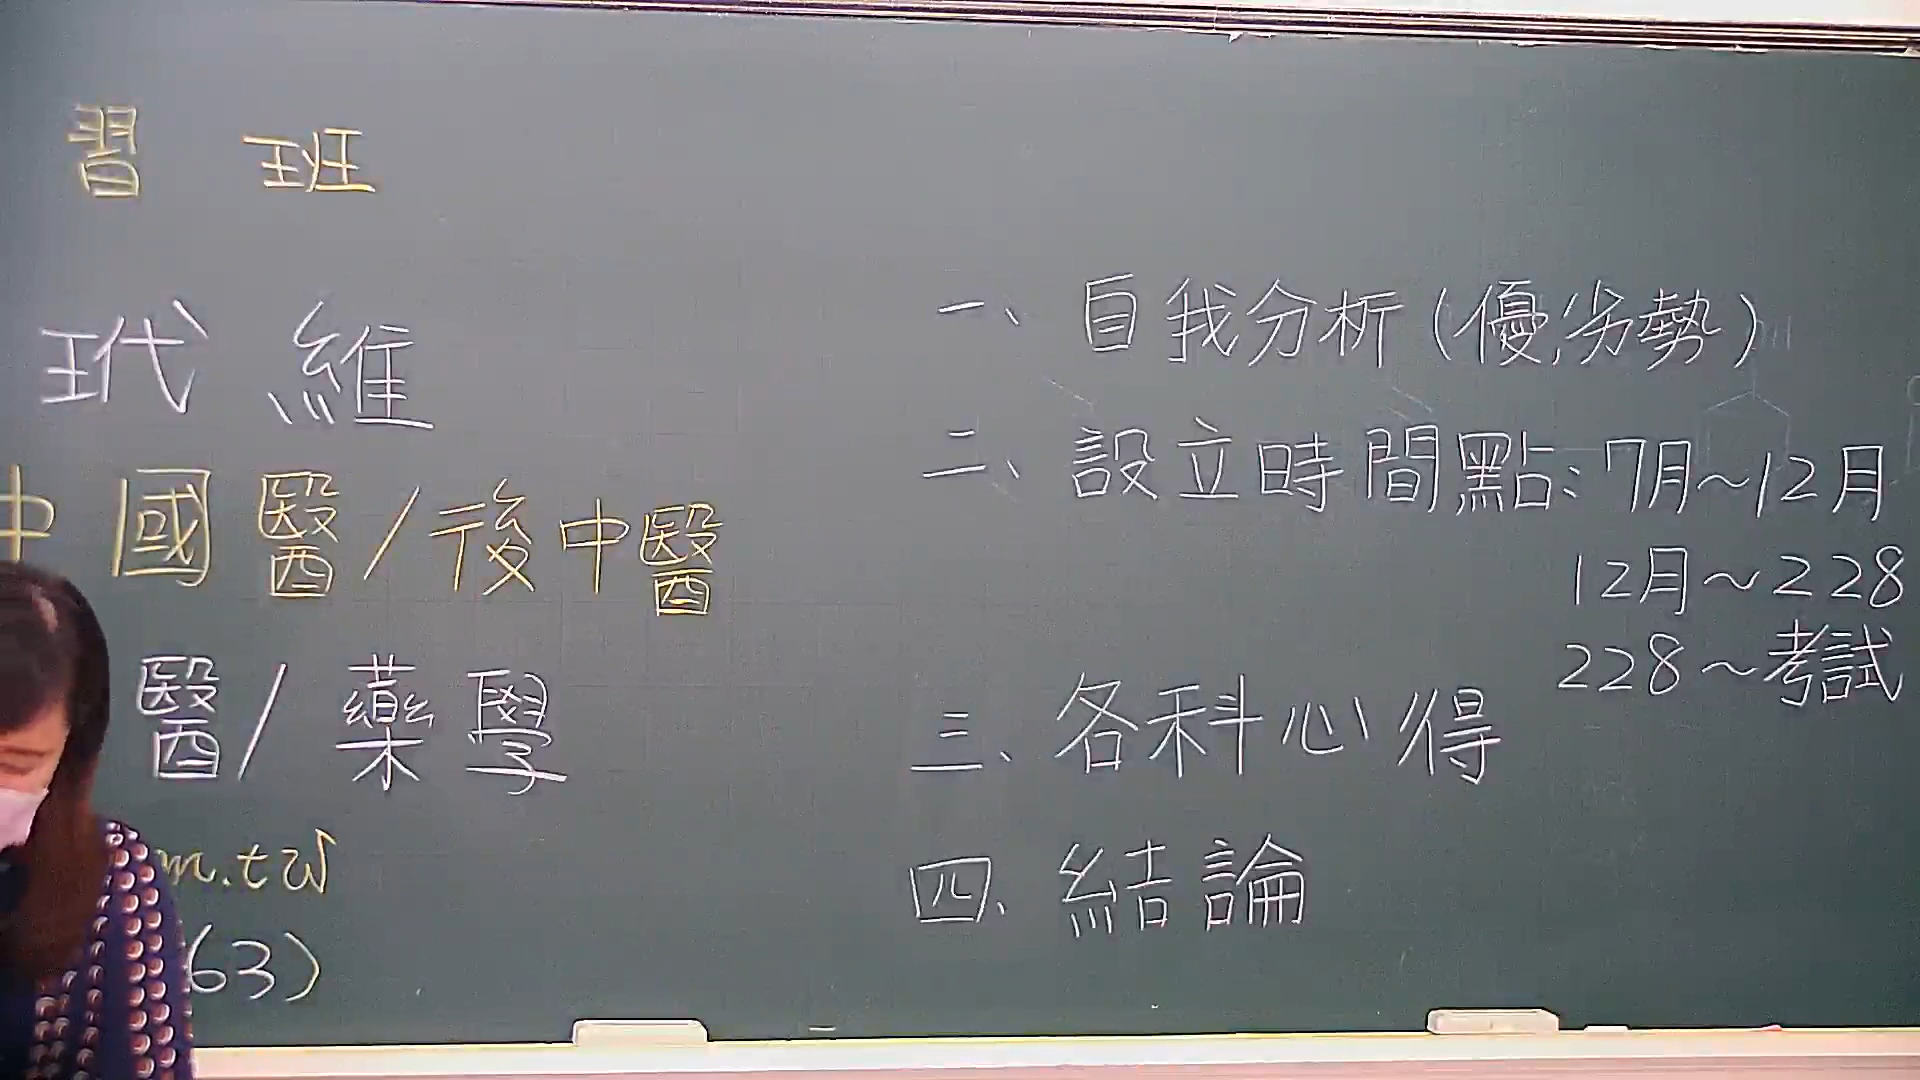 習 班
玳 維
中國醫/後中醫
醫/藥學
m.tw
63)
一、自我分析(優,劣勢)
二、設立時間點:7月~12月
12月~228
228~考試
三、各科心得
四、結論